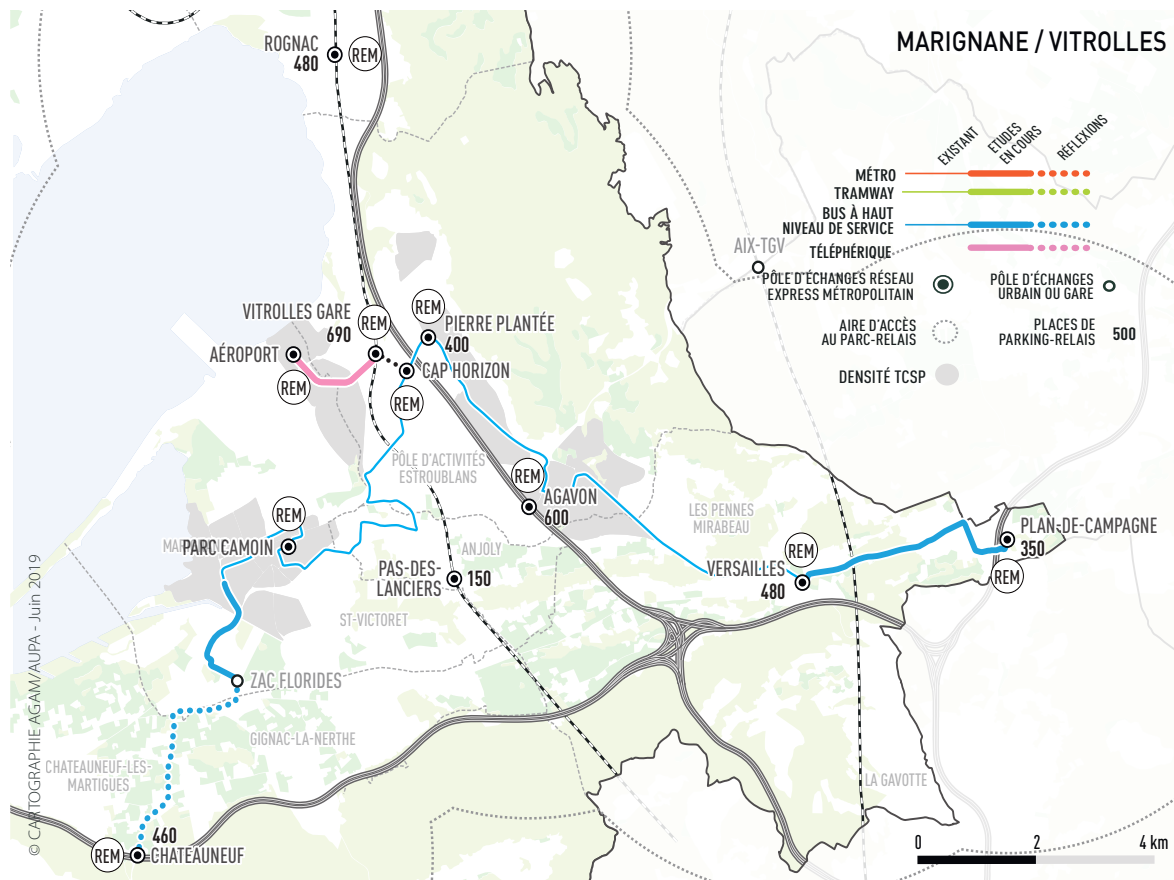 MARIGNANE / VITROLLES
ROGNAC
480
REM
EXISTANT
ETUDES
EN COURS
RÉFLEXIONS
MÉTRO
TRAMWAY
BUS À HAUT
NIVEAU DE SERVICE
TÉLÉPHÉRIQUE
PÔLE D'ÉCHANGES RÉSEAU
EXPRESS MÉTROPOLITAIN
PÔLE D'ÉCHANGES
URBAIN OU GARE
AIRE D'ACCÈS
AU PARC-RELAIS
PLACES DE
PARKING-RELAIS
500
DENSITÉ TCSP
AIX-TGV
VITROLLES GARE
690
REM
REM
PIERRE PLANTÉE
400
AÉROPORT
REM
CAP HORIZON
REM
PÔLE D'ACTIVITÉS
ESTROUBLANS
REM
AGAVON
600
LES PENNES
MIRABEAU
REM
PARC CAMOIN
ANJOLY
PAS-DES-
LANCIERS
150
ST-VICTORET
REM
VERSAILLES
480
PLAN-DE-CAMPAGNE
350
REM
ZAC FLORIDES
GIGNAC-LA-NERTHE
CHATEAUNEUF-LES-
MARTIGUES
LA GAVOTTE
460
REM
CHATEAUNEUF
0
2
4 km
© CARTOGRAPHIE AGAM/AUPA - Juin 2019